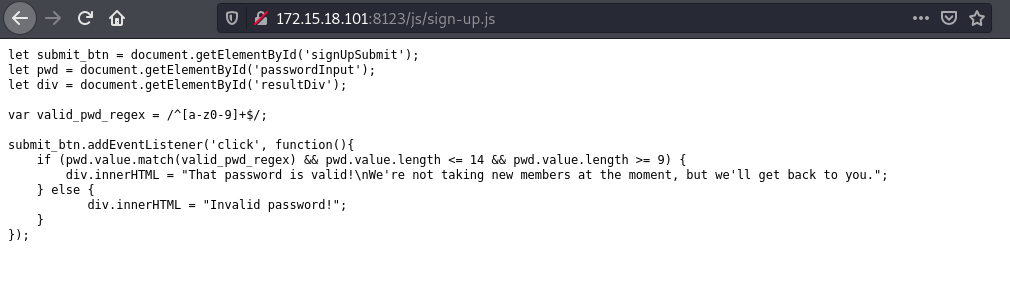 172.15.18.101:8123/js/sign-up.js
let submit_btn = document.getElementById('signUpSubmit');
let pwd = document.getElementById('passwordInput');
let div = document.getElementById('resultDiv');
var valid_pwd_regex = /^[a-z0-9]+$/;
submit_btn.addEventListener('click', function(){
    if (pwd.value.match(valid_pwd_regex) && pwd.value.length <= 14 && pwd.value.length >= 9) {
        div.innerHTML = "That password is valid!\nWe're not taking new members at the moment, but we'll get back to you.";
    } else {
           div.innerHTML = "Invalid password!";
    }
});